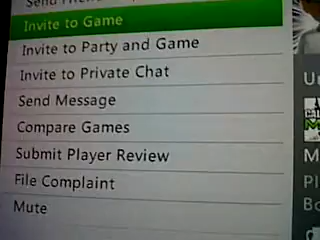 Send
Invite to Game
Invite to Party and Game
Invite to Private Chat
Send Message
Compare Games
Submit Player Review
File Complaint
Mute